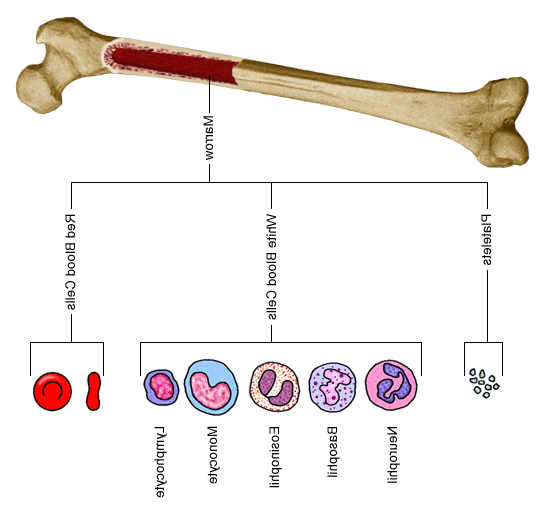 Marrow
Red Blood Cells
White Blood Cells
Platelets
Lymphocyte
Monocyte
Eosinophil
Basophil
Neutrophil